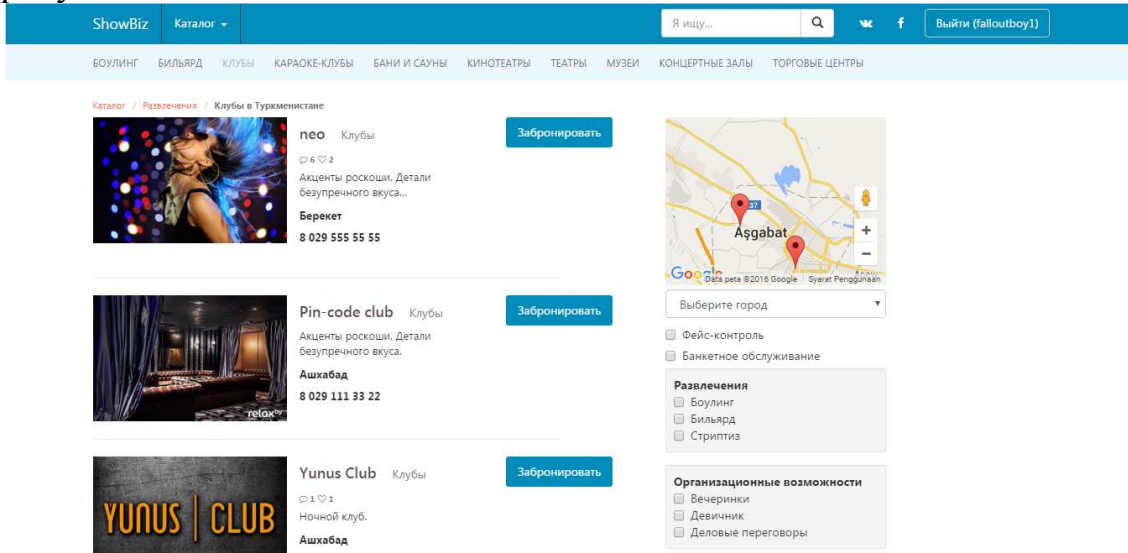 ShowBiz Каталог Я ищу... Выйти (falloutboy1)
БОУЛИНГ БИЛЬЯРД КЛУБЫ КАРАОКЕ-КЛУБЫ БАНИ И САУНЫ КИНОТЕАТРЫ ТЕАТРЫ МУЗЕИ КОНЦЕРТНЫЕ ЗАЛЫ ТОРГОВЫЕ ЦЕНТРЫ
Каталог / Развлечения / Клубы в Туркменистане
neo Клубы Забронировать
6 2
Акценты роскоши. Детали
безупречного вкуса...
Берекет
8 029 555 55 55
Pin-code club Клубы Забронировать
Акценты роскоши. Детали
безупречного вкуса.
Ашхабад
8 029 111 33 22
relax.by
Yunus Club Клубы Забронировать
1 1
Ночной клуб.
Ашхабад
YUNUS | CLUB
37
Aşgabat
Google Data peta ©2016 Google Syarat Penggunaan
Выберите город
Фейс-контроль
Банкетное обслуживание
Развлечения
Боулинг
Бильярд
Стриптиз
Организационные возможности
Вечеринки
Девичник
Деловые переговоры